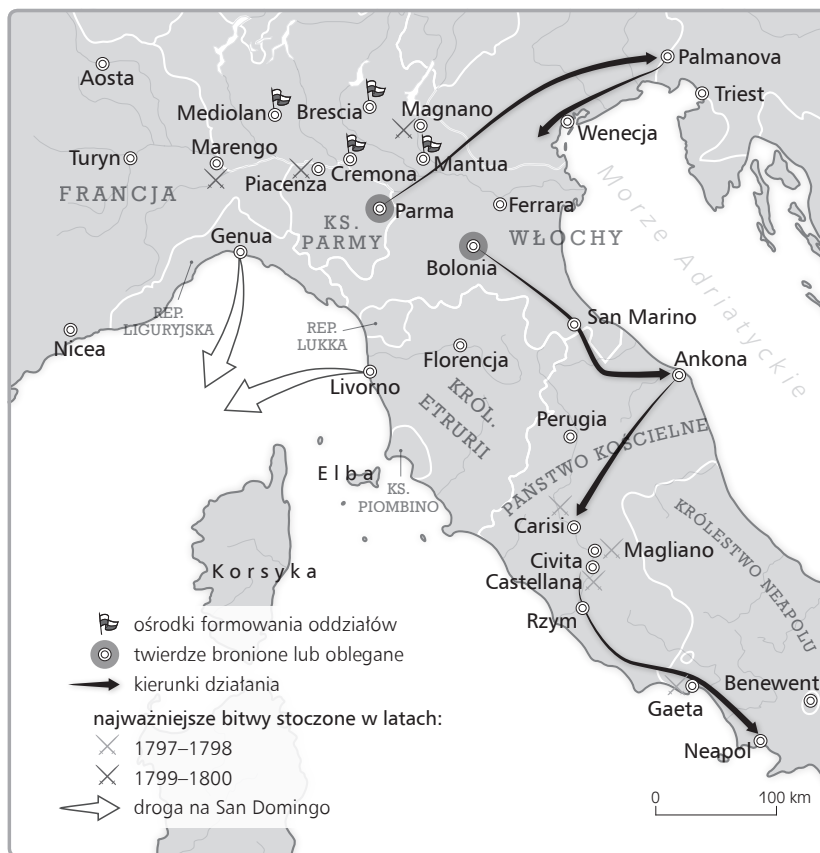 Aosta
Palmanova
Triest
Mediolan
Brescia
Magnano
Wenecja
Turyn
Marengo
Piacenza
Cremona
Mantua
FRANCJA
Parma
Ferrara
KS.
PARMY
WŁOCHY
Morze Adriatyckie
Genua
Bolonia
REP.
LIGURYJSKA
REP.
LUKKA
San Marino
Nicea
Florencja
Ankona
Livorno
KRÓL.
ETRURII
Perugia
PAŃSTWO KOŚCIELNE
Elba
KS.
PIOMBINO
KRÓLESTWO NEAPOLU
Carisi
Magliano
Civita
Castellana
Korsyka
Rzym
Benewent
Gaeta
Neapol
ośrodki formowania oddziałów
twierdze bronione lub oblegane
kierunki działania
najważniejsze bitwy stoczone w latach:
1797–1798
1799–1800
droga na San Domingo
0 100 km